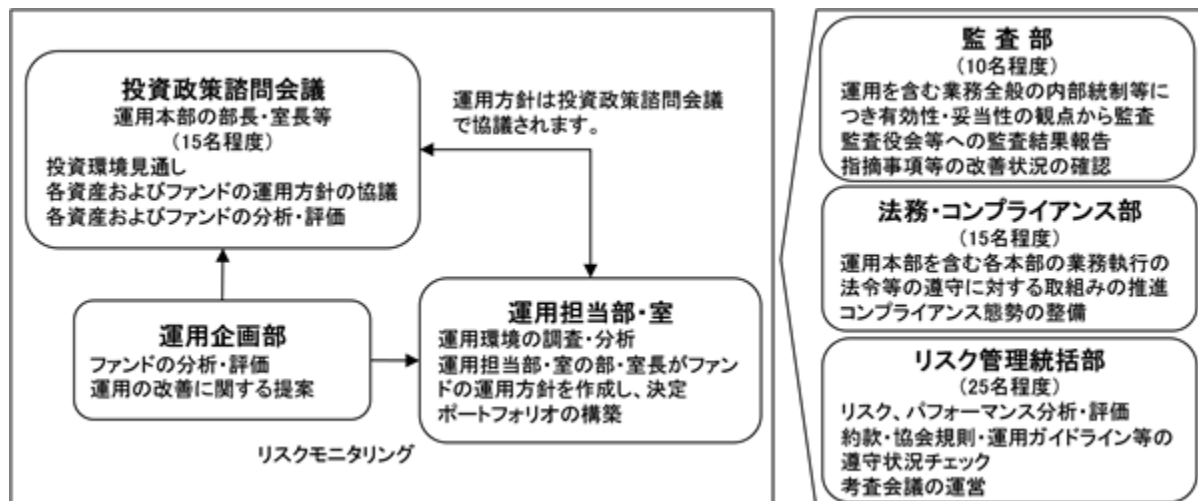 投資政策諮問会議
運用本部の部長・室長等
(15名程度)
投資環境見通し
各資産およびファンドの運用方針の協議
各資産およびファンドの分析・評価
運用方針は投資政策諮問会議
で協議されます。
運用企画部
ファンドの分析・評価
運用の改善に関する提案
運用担当部・室
運用環境の調査・分析
運用担当部・室の部・室長がファン
ドの運用方針を作成し、決定
ポートフォリオの構築
リスクモニタリング
監 査 部
(10名程度)
運用を含む業務全般の内部統制等に
つき有効性・妥当性の観点から監査
監査役会等への監査結果報告
指摘事項等の改善状況の確認
法務・コンプライアンス部
(15名程度)
運用本部を含む各本部の業務執行の
法令等の遵守に対する取組みの推進
コンプライアンス態勢の整備
リスク管理統括部
(25名程度)
リスク、パフォーマンス分析・評価
約款・協会規則・運用ガイドライン等の
遵守状況チェック
考査会議の運営